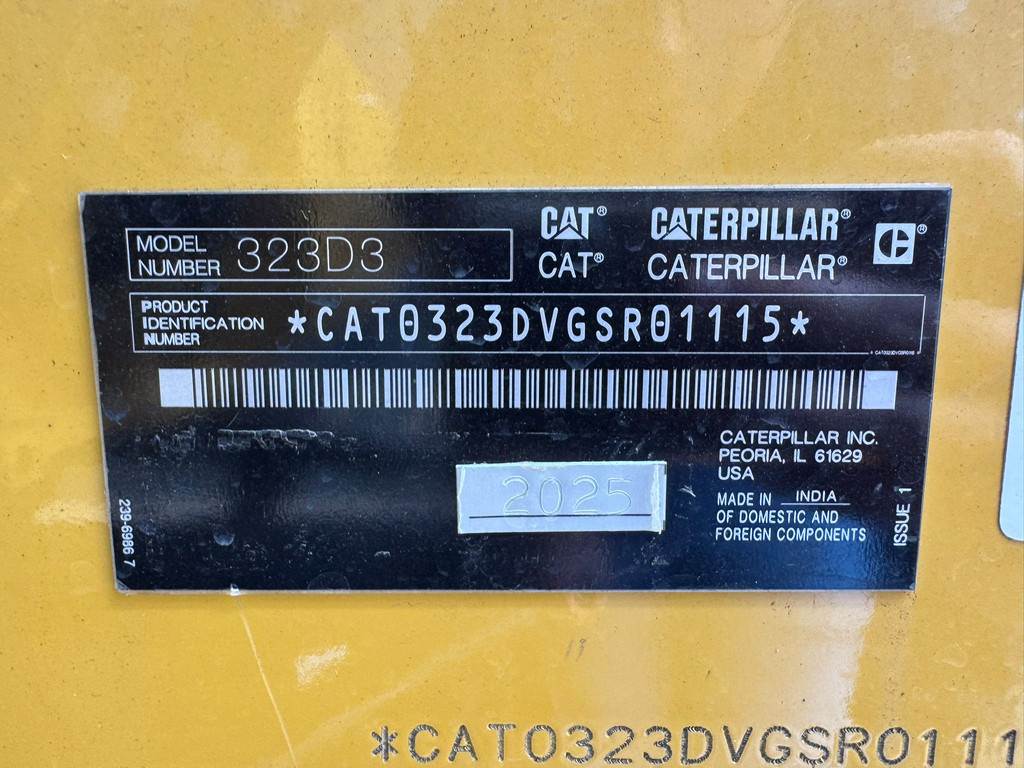 MODEL NUMBER 323D3
CAT® CATERPILLAR®
CAT® CATERPILLAR®
PRODUCT
IDENTIFICATION
NUMBER
*CAT0323DVGSR01115*
CATERPILLAR INC.
PEORIA, IL 61629
USA
2025
MADE IN INDIA
OF DOMESTIC AND
FOREIGN COMPONENTS
239-6986 7
ISSUE 1
*CAT0323DVGSR0111